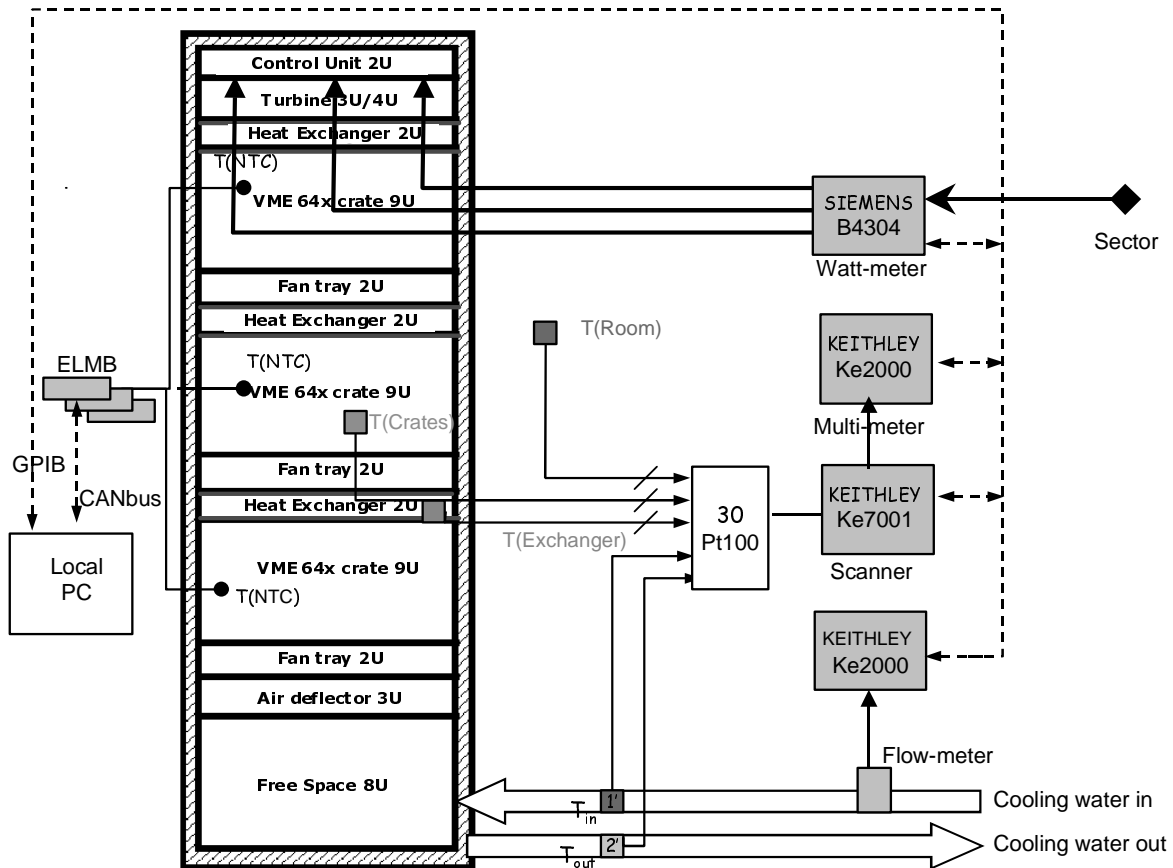 Control Unit 2U
Turbine 3U/4U
Heat Exchanger 2U
T(NTC)
VME 64x crate 9U
SIEMENS
B4304
Watt-meter
Sector
Fan tray 2U
Heat Exchanger 2U
T(Room)
KEITHLEY
Ke2000
Multi-meter
ELMB
T(NTC)
VME 64x crate 9U
T(Crates)
GPIB
CANbus
Fan tray 2U
Heat Exchanger 2U
T(Exchanger)
30
Pt100
KEITHLEY
Ke7001
Scanner
Local
PC
VME 64x crate 9U
T(NTC)
KEITHLEY
Ke2000
Fan tray 2U
Air deflector 3U
Flow-meter
Free Space 8U
Tin
1'
Cooling water in
Tout
2'
Cooling water out